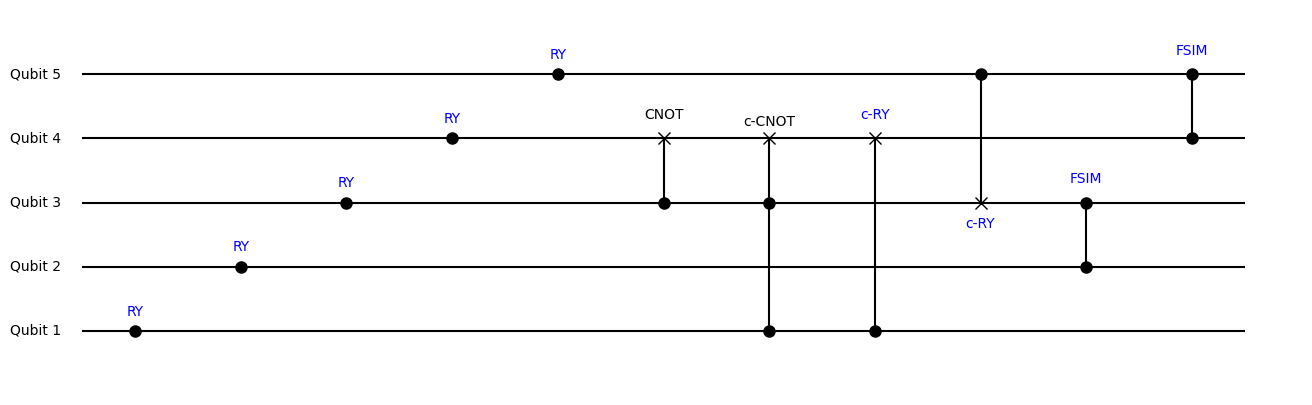 FSIM
RY
Qubit 5
RY CNOT c-CNOT c-RY
Qubit 4
RY FSIM
Qubit 3
c-RY
RY
Qubit 2
RY
Qubit 1